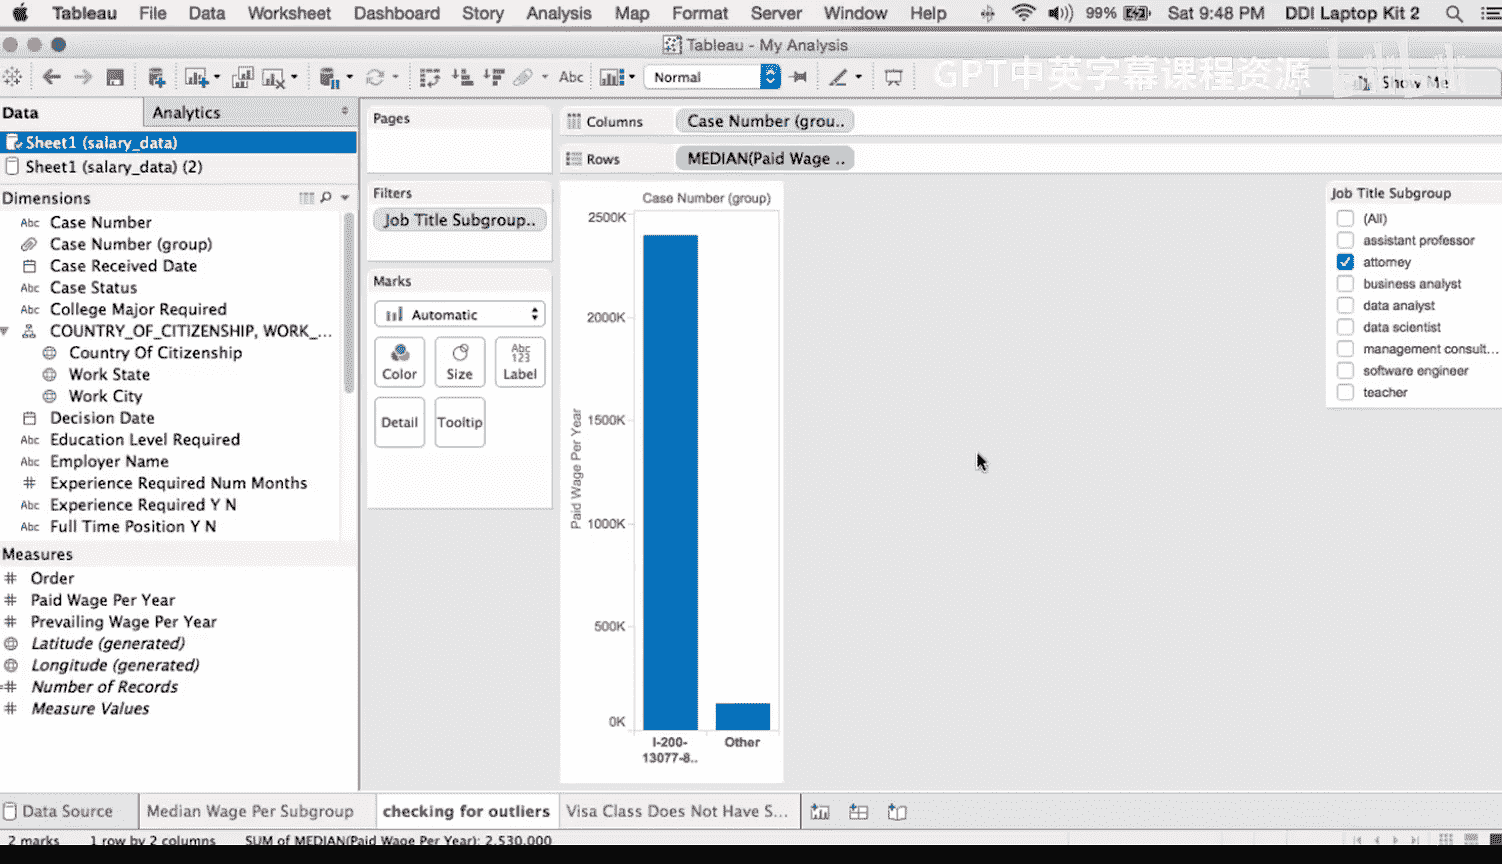 Tableau File Data Worksheet Dashboard Story Analysis Map Format Server Window Help 99% Sat 9:48 PM DDI Laptop Kit 2
Tableau - My Analysis
Abc Normal Show Me
GPT中英字幕课程资源
Data Analytics
Sheet1 (salary_data)
Sheet1 (salary_data) (2)
Dimensions
Abc Case Number
Case Number (group)
Case Received Date
Abc Case Status
Abc College Major Required
COUNTRY_OF_CITIZENSHIP, WORK_...
Country Of Citizenship
Work State
Work City
Decision Date
Abc Education Level Required
Abc Employer Name
# Experience Required Num Months
Abc Experience Required Y N
Abc Full Time Position Y N
Measures
# Order
# Paid Wage Per Year
# Prevailing Wage Per Year
Latitude (generated)
Longitude (generated)
=# Number of Records
# Measure Values
Pages
Filters
Job Title Subgroup..
Marks
Automatic
Color
Size
Abc
123
Label
Detail
Tooltip
Columns Case Number (grou..
Rows MEDIAN(Paid Wage ..
Case Number (group)
Paid Wage Per Year
2500K
2000K
1500K
1000K
500K
0K
I-200-
13077-8..
Other
Job Title Subgroup
(All)
assistant professor
attorney
business analyst
data analyst
data scientist
management consult...
software engineer
teacher
Data Source Median Wage Per Subgroup checking for outliers Visa Class Does Not Have S...
2 marks 1 row by 2 columns SUM of MEDIAN(Paid Wage Per Year): 2,530,000